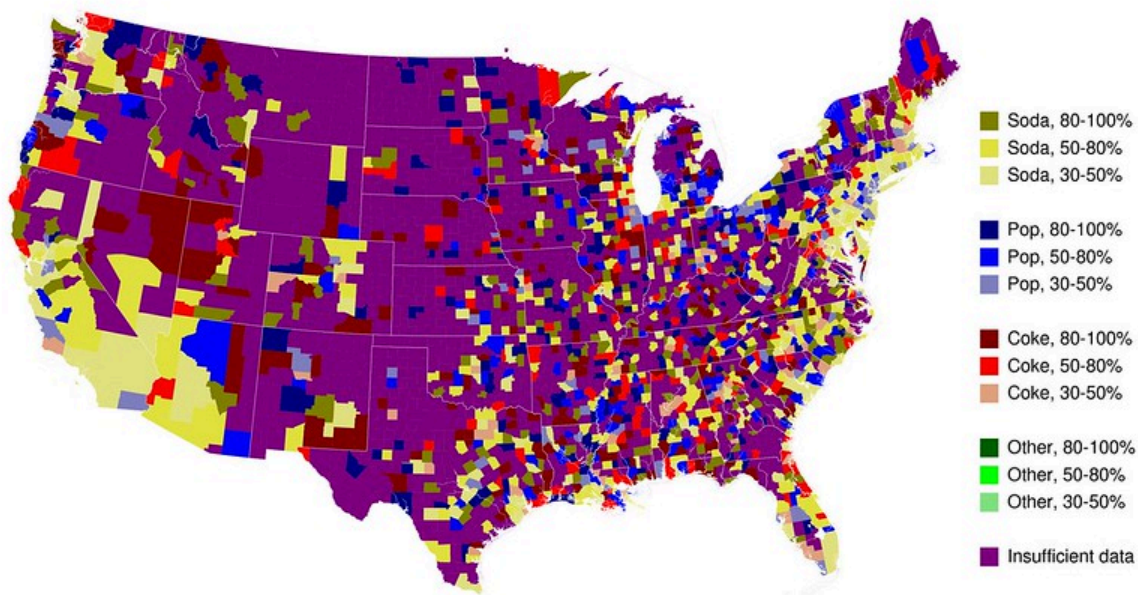 Soda, 80-100%
Soda, 50-80%
Soda, 30-50%
Pop, 80-100%
Pop, 50-80%
Pop, 30-50%
Coke, 80-100%
Coke, 50-80%
Coke, 30-50%
Other, 80-100%
Other, 50-80%
Other, 30-50%
Insufficient data